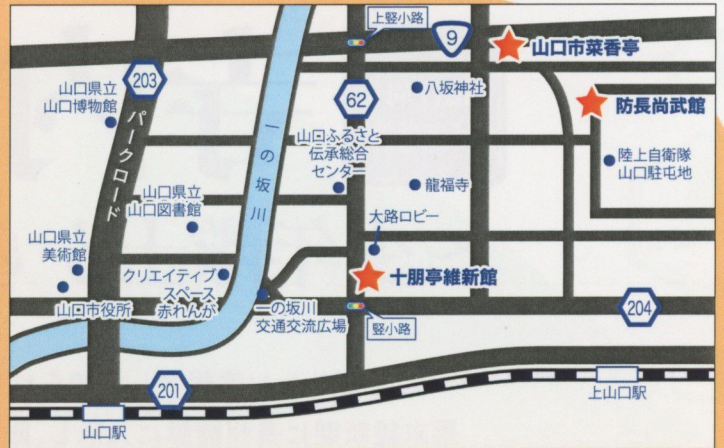 上竪小路
9
山口市菜香亭
203
山口県立
山口博物館
パークロード
62
八坂神社
防長尚武館
一の坂川
山口ふるさと
伝承総合
センター
陸上自衛隊
山口駐屯地
龍福寺
山口県立
山口図書館
大路ロビー
山口県立
美術館
クリエイティブ
スペース
赤れんが
十朋亭維新館
山口市役所
一の坂川
交通交流広場
竪小路
204
201
上山口駅
山口駅